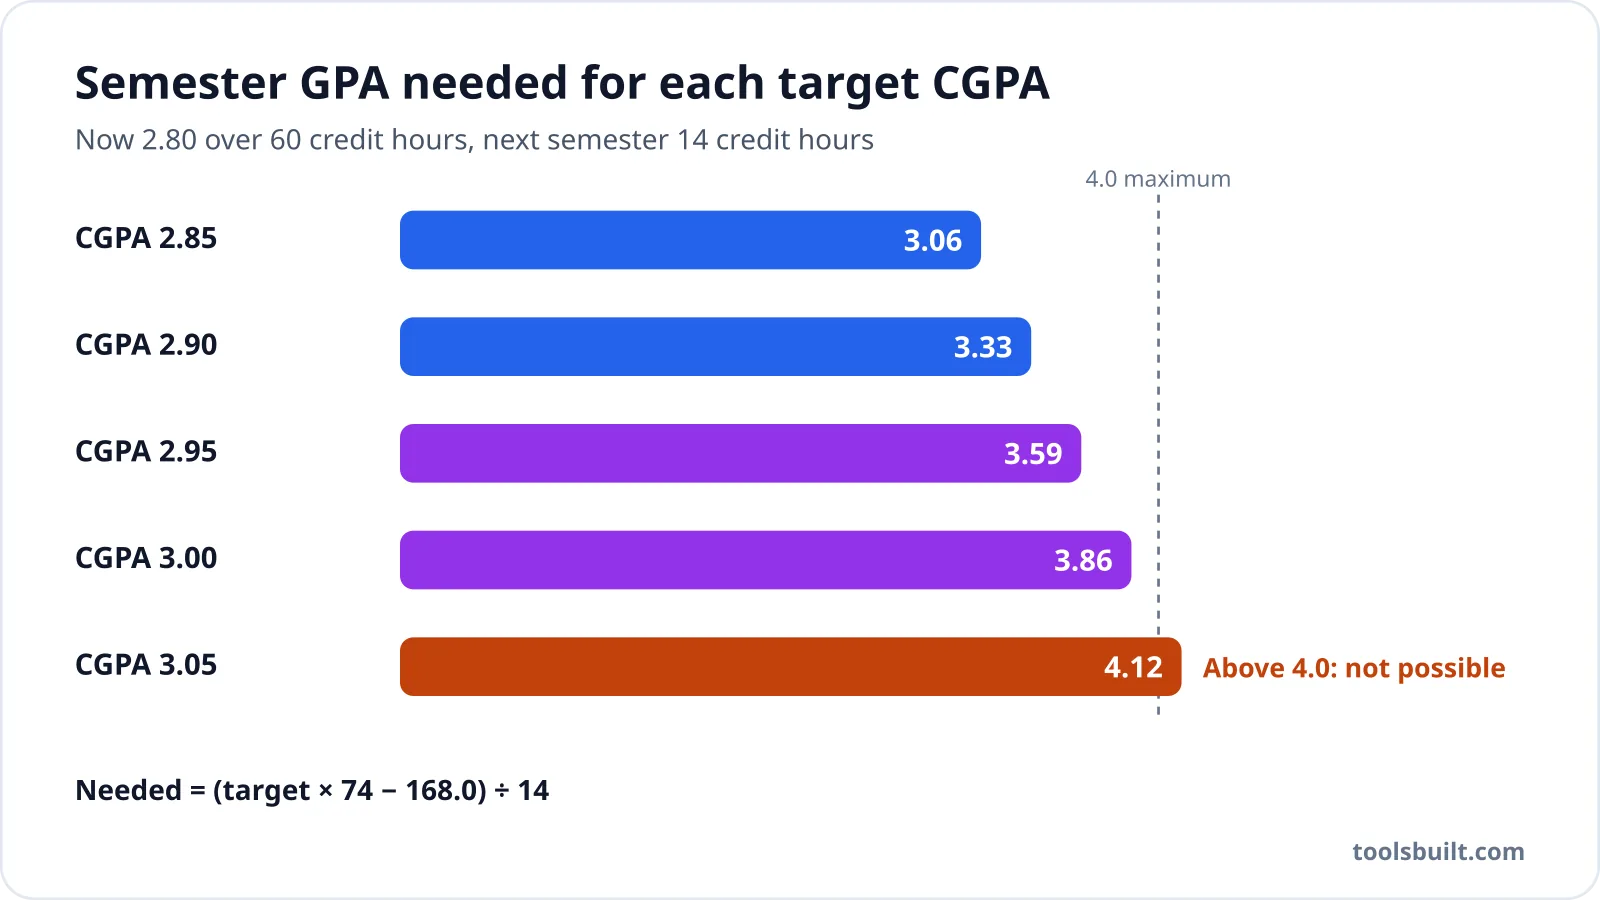 Semester GPA needed for each target CGPA
Now 2.80 over 60 credit hours, next semester 14 credit hours
4.0 maximum
CGPA 2.85 3.06
CGPA 2.90 3.33
CGPA 2.95 3.59
CGPA 3.00 3.86
CGPA 3.05 4.12 Above 4.0: not possible
Needed = (target × 74 − 168.0) ÷ 14
toolsbuilt.com